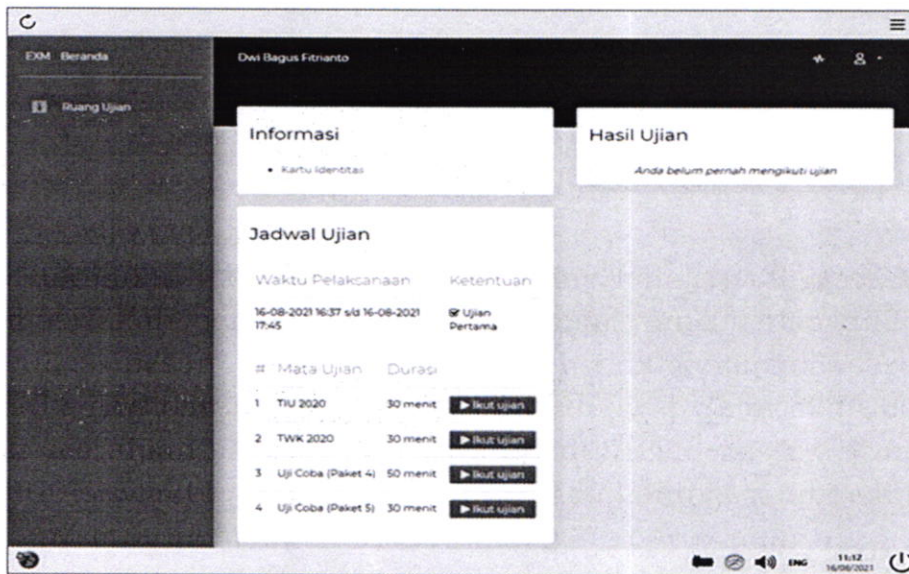 EXM Beranda
Ruang Ujian
Dwi Bagus Fitrianto
Informasi
Kartu Identitas
Hasil Ujian
Anda belum pernah mengikuti ujian
Jadwal Ujian
Waktu Pelaksanaan Ketentuan
16-08-2021 16:37 s/d 16-08-2021 Ujian
17:45 Pertama
# Mata Ujian Durasi
1 TIU 2020 30 menit Ikut ujian
2 TWK 2020 30 menit Ikut ujian
3 Uji Coba (Paket 4) 50 menit Ikut ujian
4 Uji Coba (Paket 5) 30 menit Ikut ujian
ENG 11:12
16/08/2021